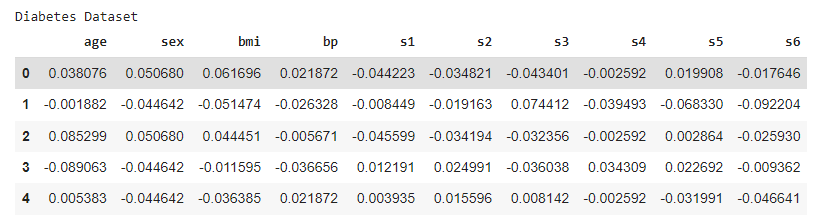 Diabetes Dataset
age sex bmi bp s1 s2 s3 s4 s5 s6
0 0.038076 0.050680 0.061696 0.021872 -0.044223 -0.034821 -0.043401 -0.002592 0.019908 -0.017646
1 -0.001882 -0.044642 -0.051474 -0.026328 -0.008449 -0.019163 0.074412 -0.039493 -0.068330 -0.092204
2 0.085299 0.050680 0.044451 -0.005671 -0.045599 -0.034194 -0.032356 -0.002592 0.002864 -0.025930
3 -0.089063 -0.044642 -0.011595 -0.036656 0.012191 0.024991 -0.036038 0.034309 0.022692 -0.009362
4 0.005383 -0.044642 -0.036385 0.021872 0.003935 0.015596 0.008142 -0.002592 -0.031991 -0.046641